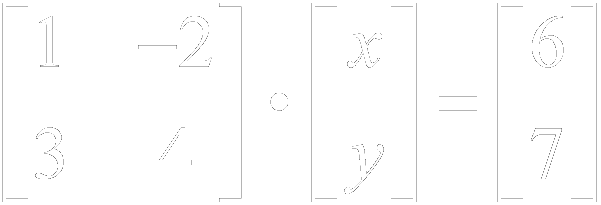 [1 −2
3 4] • [x
y] = [6
7]